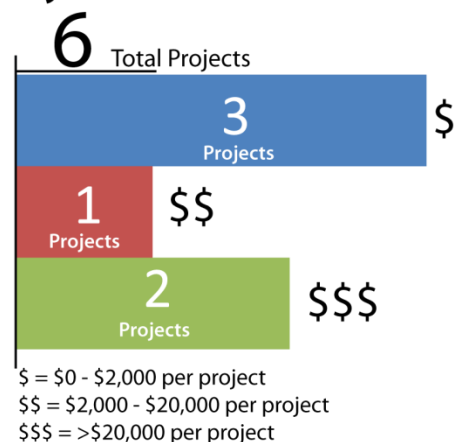 6 Total Projects
3
Projects
$
1
Projects
$$
2
Projects
$$$
$ = $0 - $2,000 per project
$$ = $2,000 - $20,000 per project
$$$ = >$20,000 per project